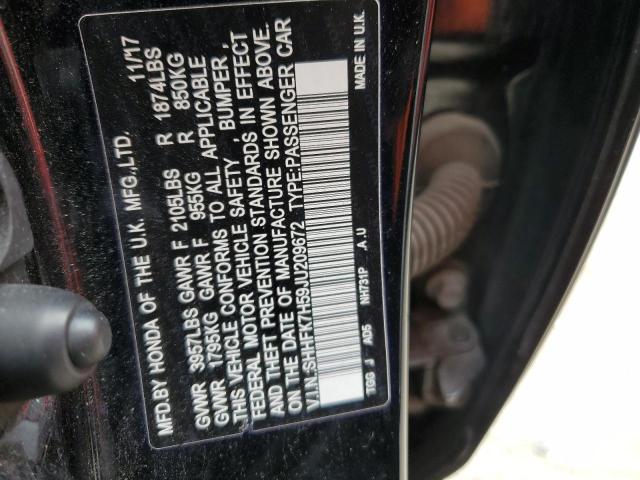 MFD.BY HONDA OF THE U.K. MFG.,LTD. 11/17
GVWR 3957LBS GAWR F 2105LBS R 1874LBS
GVWR 1795KG GAWR F 955KG R 850KG
THIS VEHICLE CONFORMS TO ALL APPLICABLE
FEDERAL MOTOR VEHICLE SAFETY, BUMPER,
AND THEFT PREVENTION STANDARDS IN EFFECT
ON THE DATE OF MANUFACTURE SHOWN ABOVE.
V.I.N:SHHFK7H59JU209672 TYPE:PASSENGER CAR
TGG J AD5 NH731P .A.U MADE IN U.K.